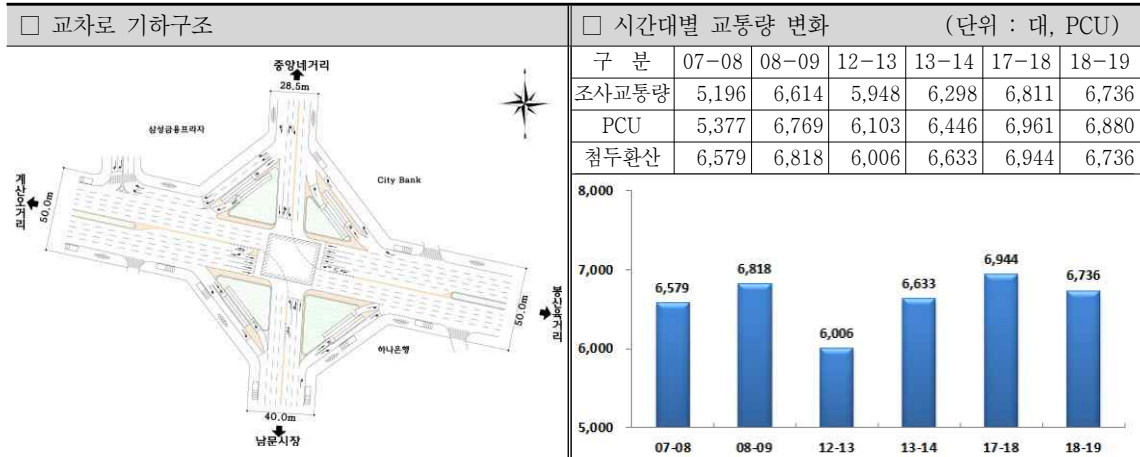 □ 교차로 기하구조
중앙네거리
28.5m
삼성금융프라자
City Bank
계산오거리
50.0m
50.0m
봉산오거리
하나은행
40.0m
남문시장
□ 시간대별 교통량 변화 (단위 : 대, PCU)
구 분 07-08 08-09 12-13 13-14 17-18 18-19
조사교통량 5,196 6,614 5,948 6,298 6,811 6,736
PCU 5,377 6,769 6,103 6,446 6,961 6,880
첨두환산 6,579 6,818 6,006 6,633 6,944 6,736
8,000
7,000
6,000
5,000
6,579 6,818 6,006 6,633 6,944 6,736
07-08 08-09 12-13 13-14 17-18 18-19